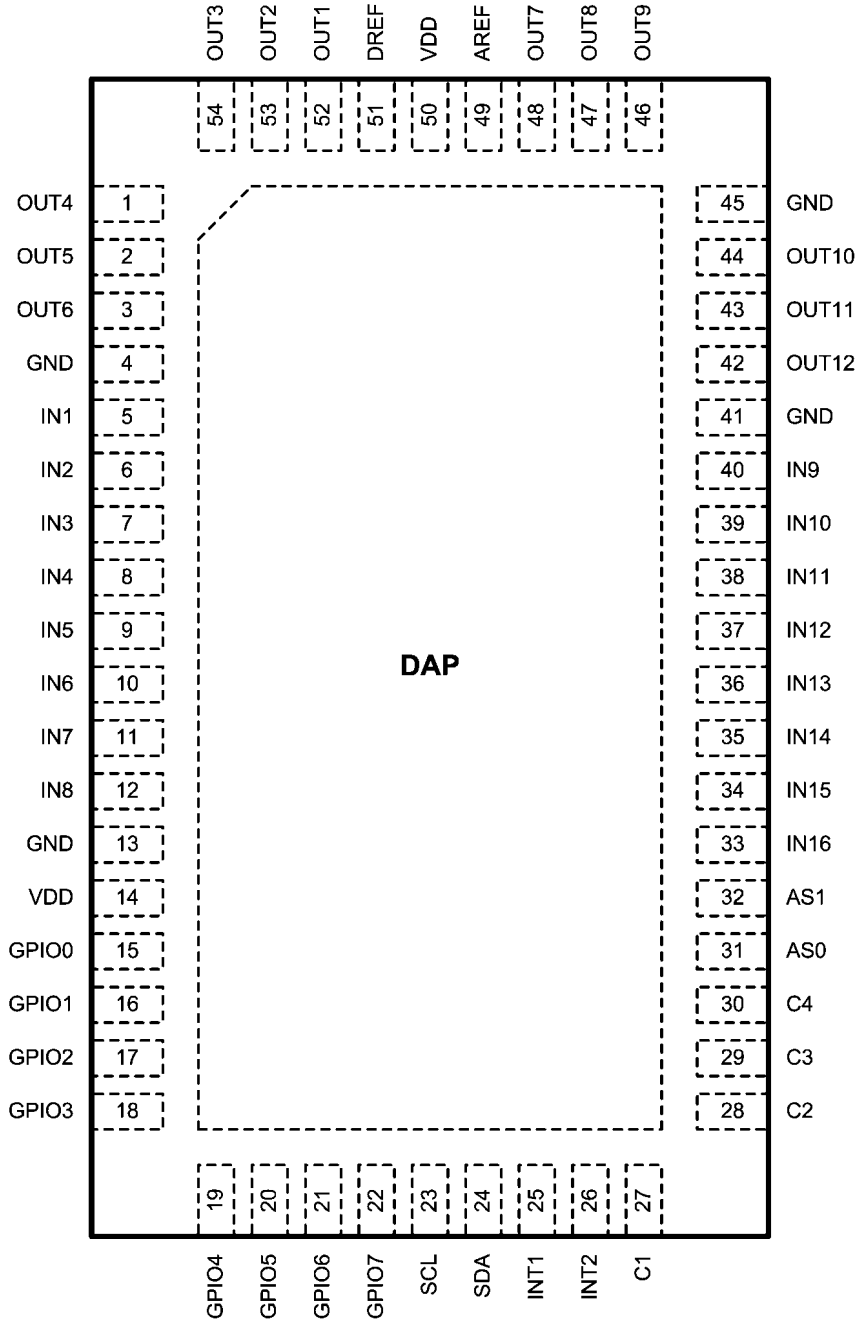 OUT3 OUT2 OUT1 DREF VDD AREF OUT7 OUT8 OUT9
54 53 52 51 50 49 48 47 46
OUT4 1 45 GND
OUT5 2 44 OUT10
OUT6 3 43 OUT11
GND 4 42 OUT12
IN1 5 41 GND
IN2 6 40 IN9
IN3 7 39 IN10
IN4 8 38 IN11
IN5 9 37 IN12
DAP
IN6 10 36 IN13
IN7 11 35 IN14
IN8 12 34 IN15
GND 13 33 IN16
VDD 14 32 AS1
GPIO0 15 31 AS0
GPIO1 16 30 C4
GPIO2 17 29 C3
GPIO3 18 28 C2
19 20 21 22 23 24 25 26 27
GPIO4 GPIO5 GPIO6 GPIO7 SCL SDA INT1 INT2 C1